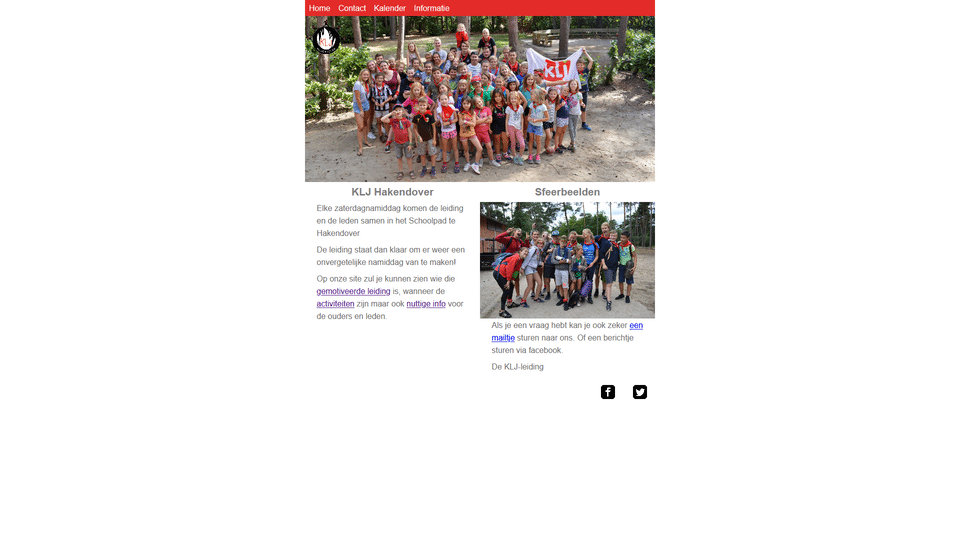 Home Contact Kalender Informatie
klj
KLJ Hakendover
Elke zaterdagnamiddag komen de leiding
en de leden samen in het Schoolpad te
Hakendover
De leiding staat dan klaar om er weer een
onvergetelijke namiddag van te maken!
Op onze site zul je kunnen zien wie die
gemotiveerde leiding is, wanneer de
activiteiten zijn maar ook nuttige info voor
de ouders en leden.
Sfeerbeelden
Als je een vraag hebt kan je ook zeker een
mailtje sturen naar ons. Of een berichtje
sturen via facebook.
De KLJ-leiding